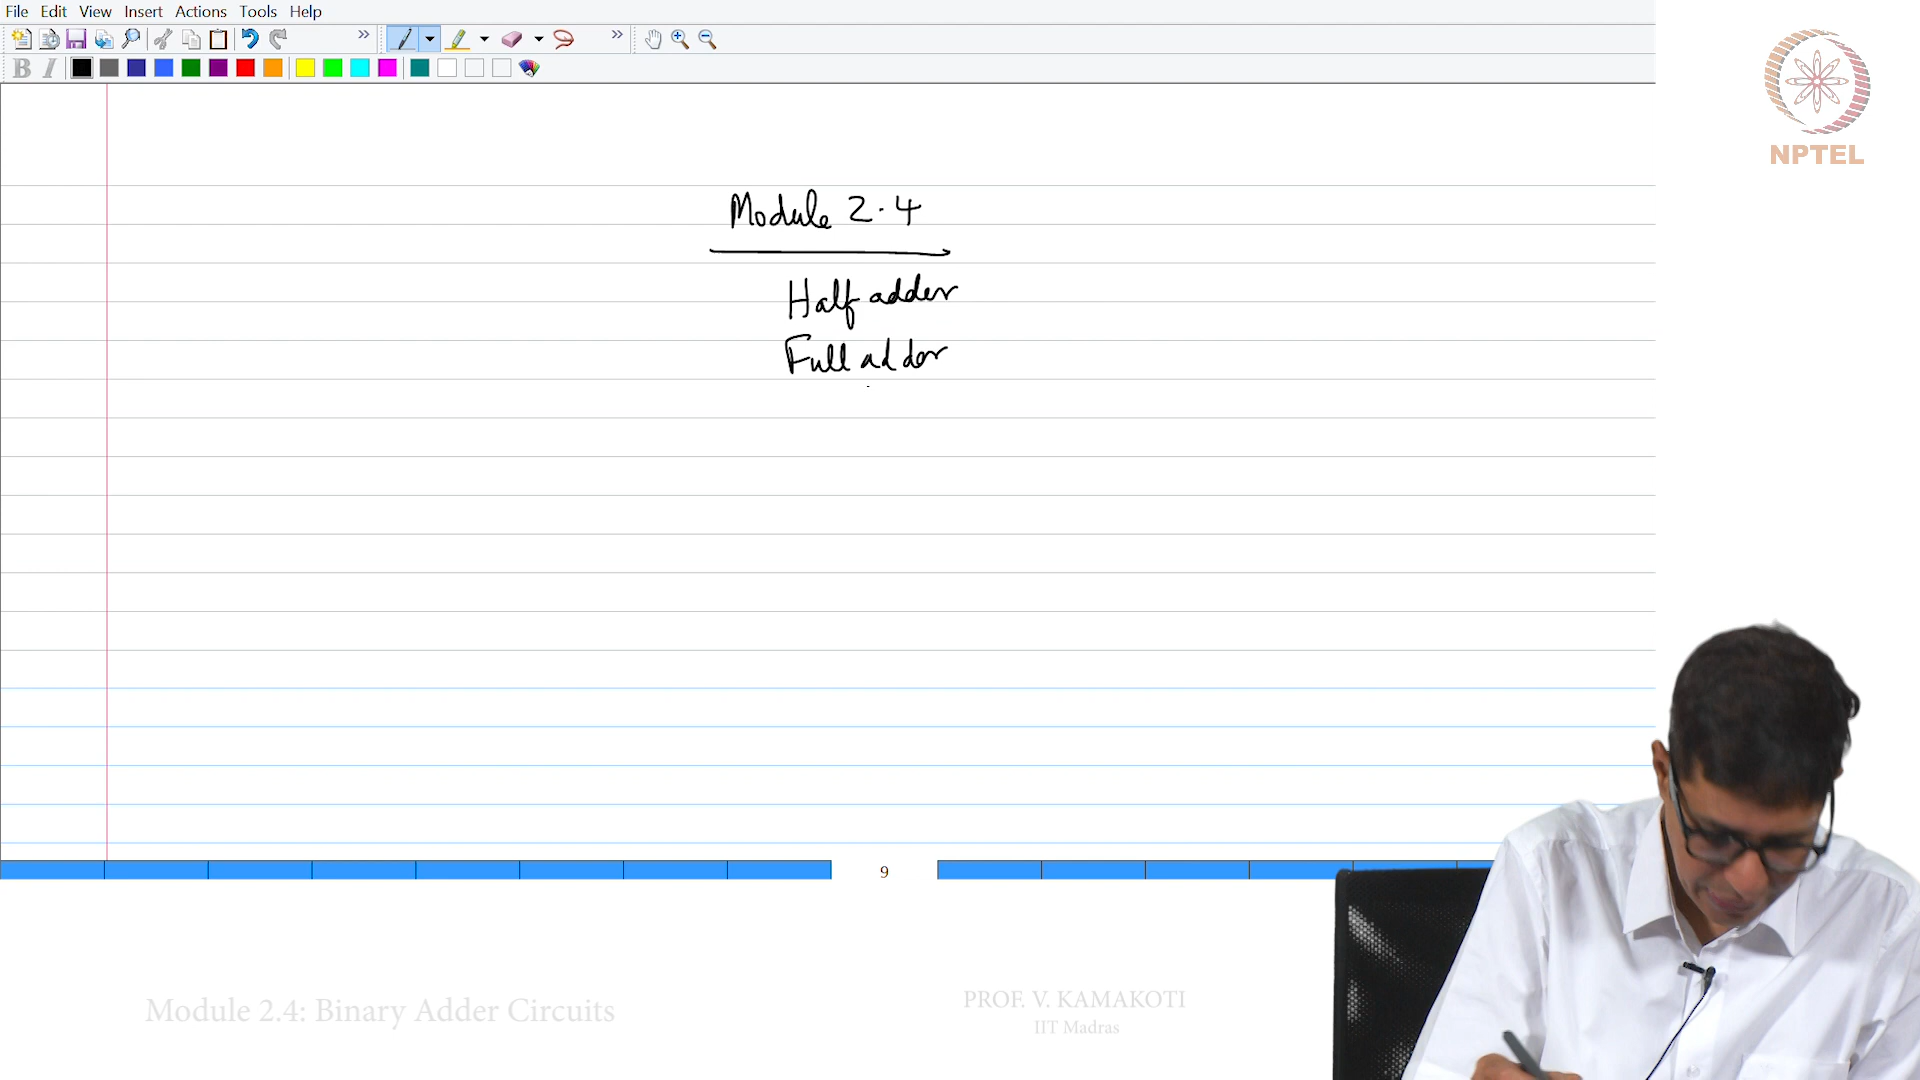 File Edit View Insert Actions Tools Help
B I
NPTEL
Module 2.4
Half adder
Full adder
9
Module 2.4: Binary Adder Circuits
PROF. V. KAMAKOTI
IIT Madras